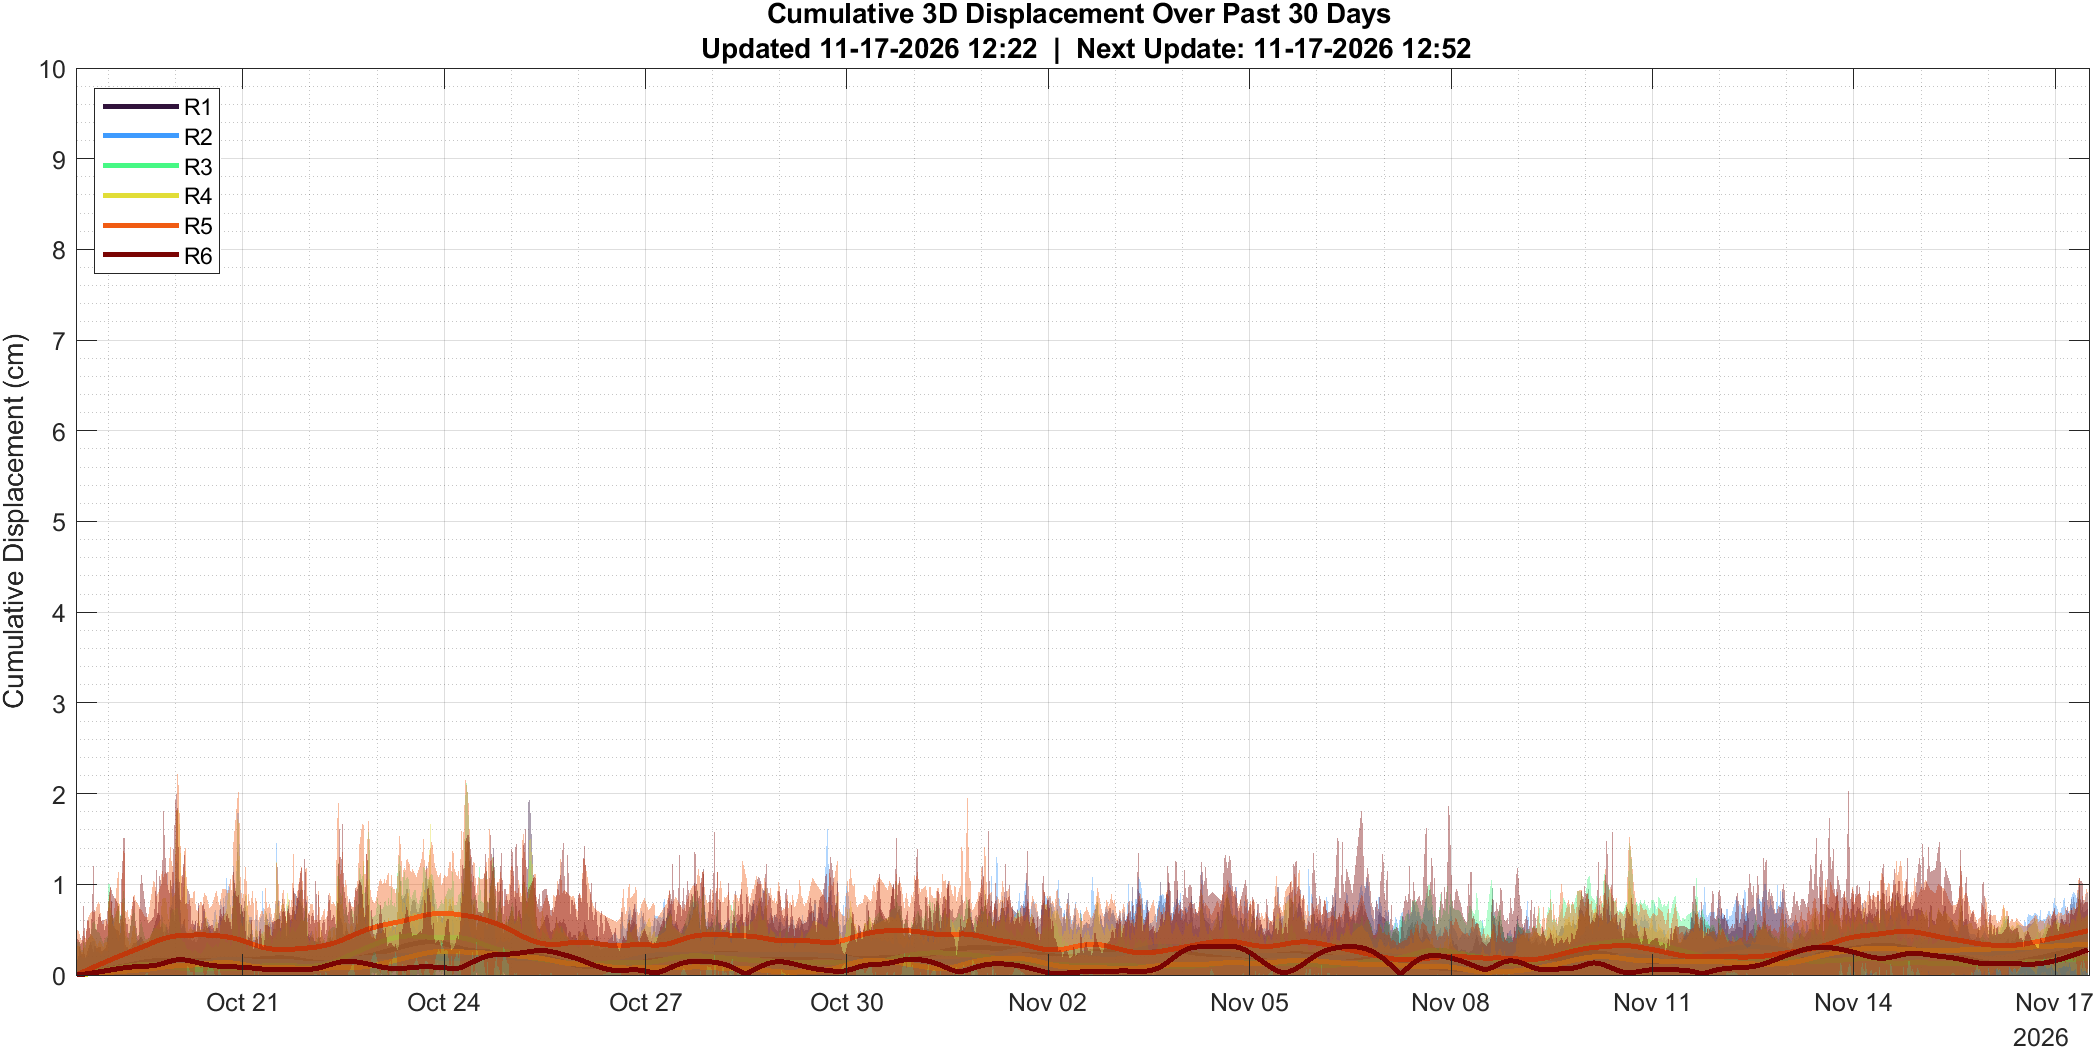 Cumulative 3D Displacement Over Past 30 Days
Updated 11-17-2026 12:22 | Next Update: 11-17-2026 12:52
Cumulative Displacement (cm)
10
9
8
7
6
5
4
3
2
1
0
R1
R2
R3
R4
R5
R6
Oct 21 Oct 24 Oct 27 Oct 30 Nov 02 Nov 05 Nov 08 Nov 11 Nov 14 Nov 17
2026